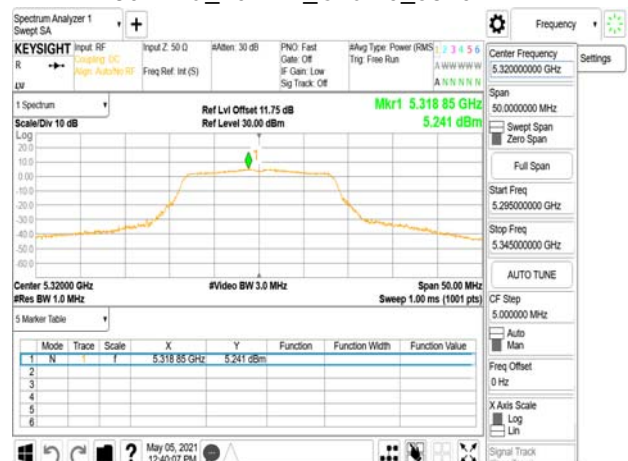 Spectrum Analyzer 1
Swept SA
Frequency
KEYSIGHT
Input: RF
Coupling: DC
Align: Auto/No RF
Input Z: 50 Ω
Freq Ref: Int (S)
#Atten: 30 dB
PNO: Fast
Gate: Off
IF Gain: Low
Sig Track: Off
#Avg Type: Power (RMS
Trig: Free Run
1 2 3 4 5 6
A W W W W W
A N N N N N
R
Center Frequency
5.320000000 GHz
Settings
Span
50.0000000 MHz
Swept Span
Zero Span
Full Span
Start Freq
5.295000000 GHz
Stop Freq
5.345000000 GHz
AUTO TUNE
CF Step
5.000000 MHz
Auto
Man
Freq Offset
0 Hz
X Axis Scale
Log
Lin
Signal Track
1 Spectrum
Scale/Div 10 dB
Log
Ref Lvl Offset 11.75 dB
Ref Level 30.00 dBm
Mkr1 5.318 85 GHz
5.241 dBm
1
20.0
10.0
0.00
-10.0
-20.0
-30.0
-40.0
-50.0
-60.0
Center 5.32000 GHz
#Res BW 1.0 MHz
#Video BW 3.0 MHz
Span 50.00 MHz
Sweep 1.00 ms (1001 pts)
5 Marker Table
Mode Trace Scale X Y Function Function Width Function Value
1 N 1 f 5.318 85 GHz 5.241 dBm
2
3
4
5
6
?
May 05, 2021
12:40:07 PM